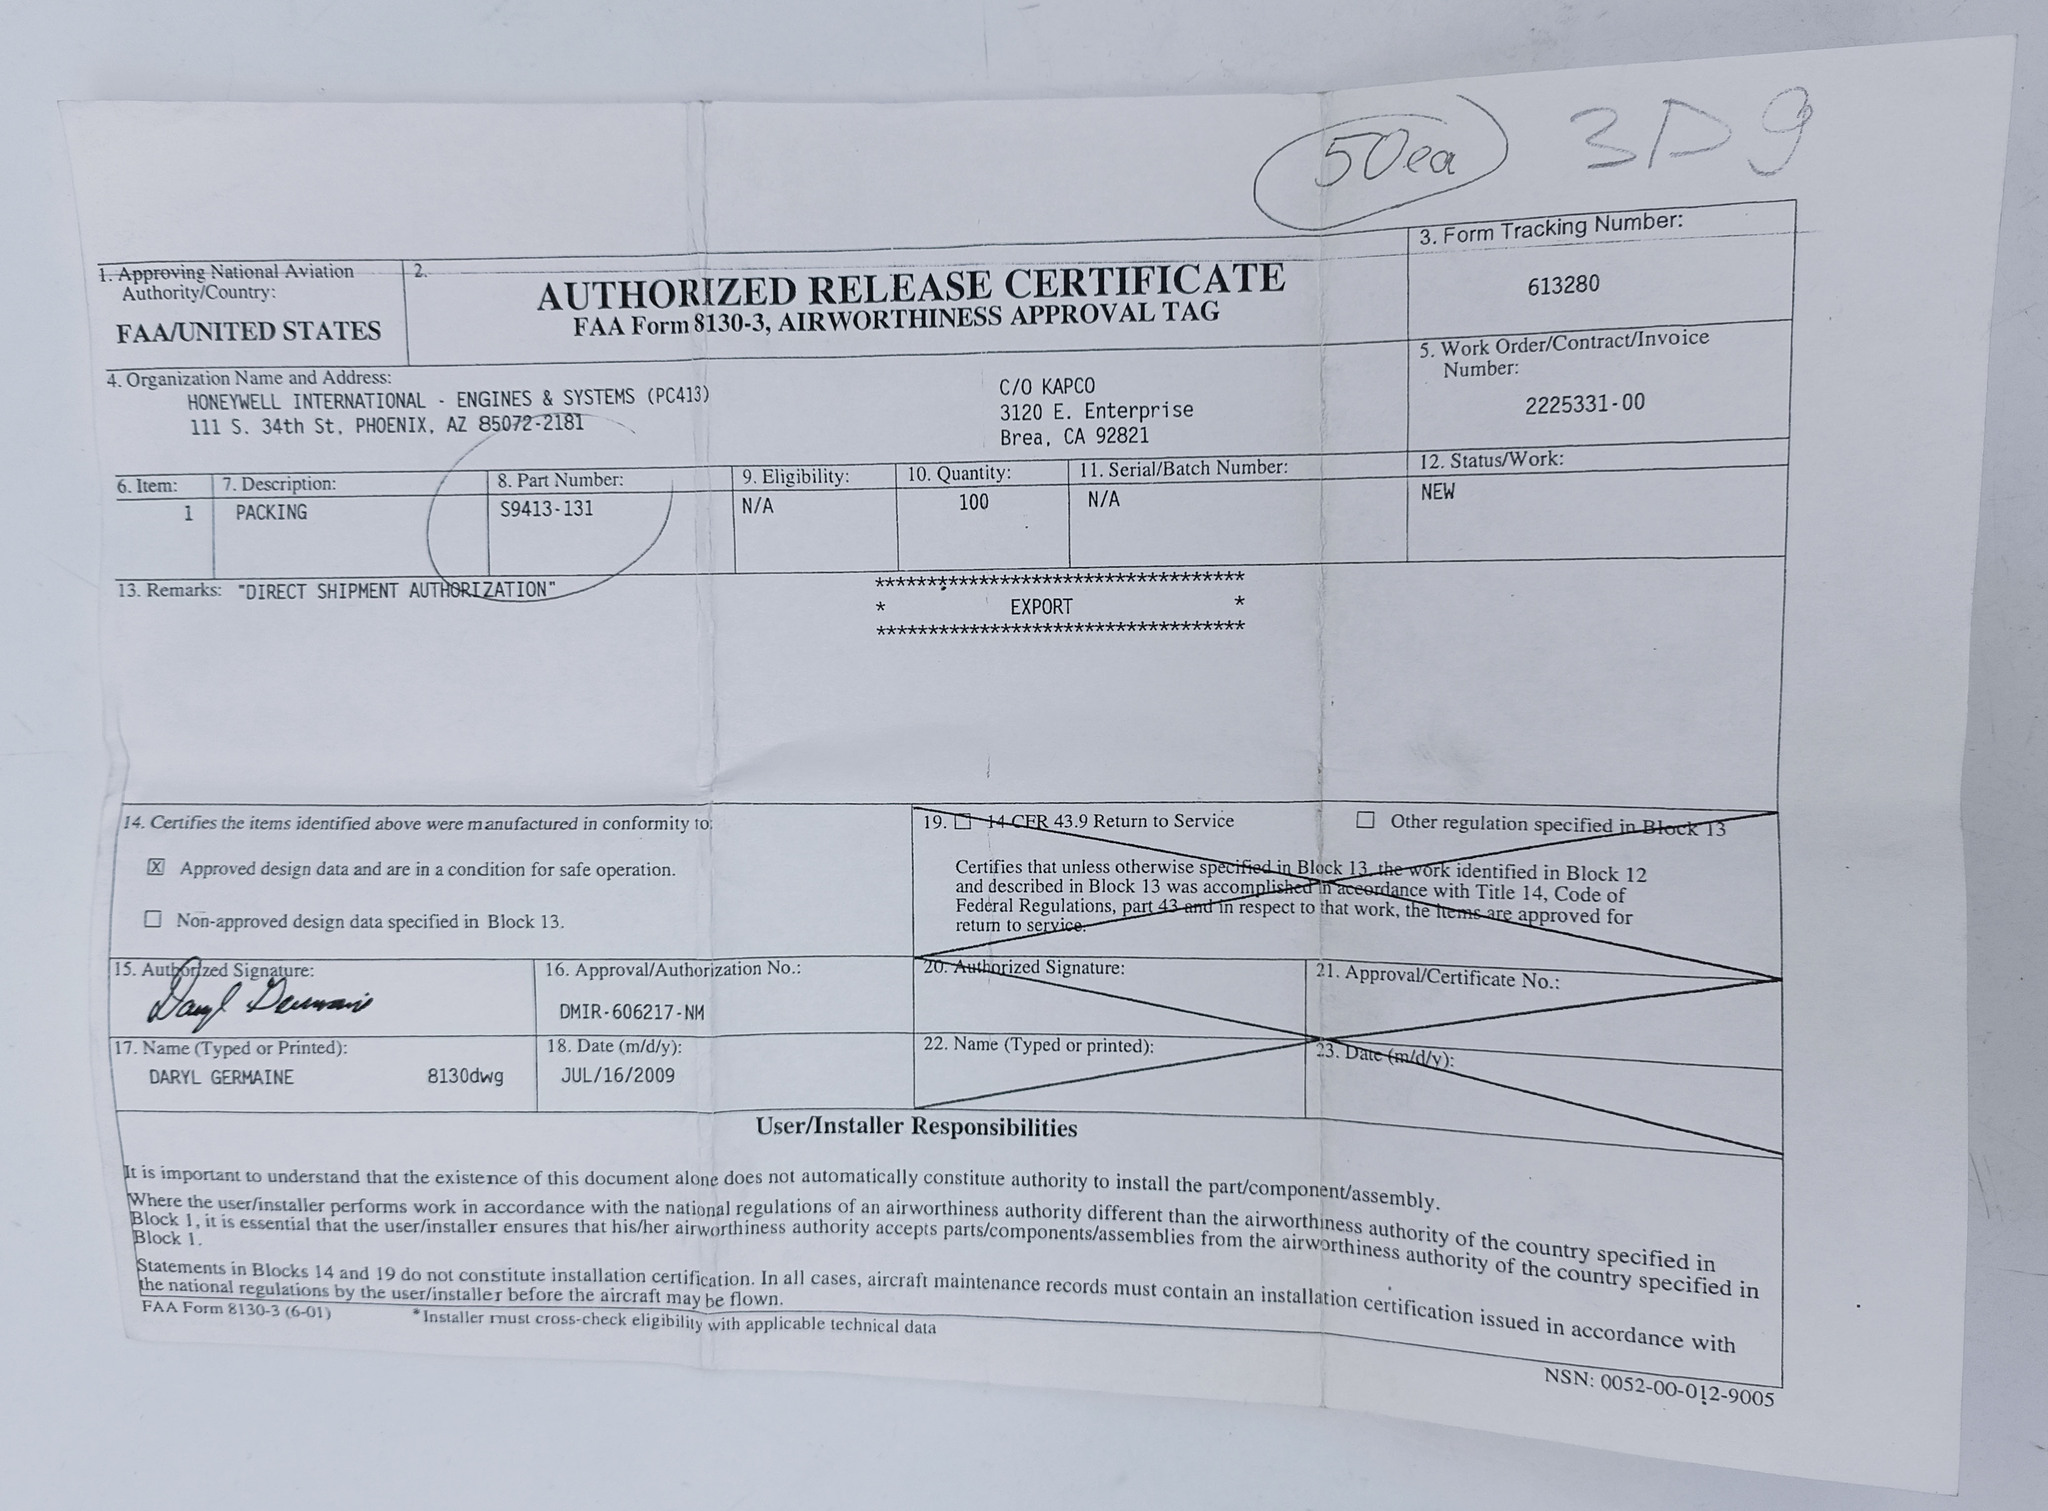 50ea 3D9
1. Approving National Aviation
Authority/Country:
FAA/UNITED STATES
2.
AUTHORIZED RELEASE CERTIFICATE
FAA Form 8130-3, AIRWORTHINESS APPROVAL TAG
3. Form Tracking Number:
613280
4. Organization Name and Address:
HONEYWELL INTERNATIONAL - ENGINES & SYSTEMS (PC413)
111 S. 34th St, PHOENIX, AZ 85072-2181
C/O KAPCO
3120 E. Enterprise
Brea, CA 92821
5. Work Order/Contract/Invoice
Number:
2225331-00
6. Item: 7. Description: 8. Part Number: 9. Eligibility: 10. Quantity: 11. Serial/Batch Number: 12. Status/Work:
1 PACKING S9413-131 N/A 100 N/A NEW
13. Remarks: "DIRECT SHIPMENT AUTHORIZATION"
***********************************
* EXPORT *
***********************************
14. Certifies the items identified above were manufactured in conformity to:
X Approved design data and are in a condition for safe operation.
Non-approved design data specified in Block 13.
19. 14 CFR 43.9 Return to Service Other regulation specified in Block 13
Certifies that unless otherwise specified in Block 13, the work identified in Block 12
and described in Block 13 was accomplished in accordance with Title 14, Code of
Federal Regulations, part 43 and in respect to that work, the items are approved for
return to service.
15. Authorized Signature:
Daryl Germaine
16. Approval/Authorization No.:
DMIR-606217-NM
20. Authorized Signature:
21. Approval/Certificate No.:
17. Name (Typed or Printed):
DARYL GERMAINE 8130dwg
18. Date (m/d/y):
JUL/16/2009
22. Name (Typed or printed):
23. Date (m/d/y):
User/Installer Responsibilities
It is important to understand that the existence of this document alone does not automatically constitute authority to install the part/component/assembly.
Where the user/installer performs work in accordance with the national regulations of an airworthiness authority different than the airworthiness authority of the country specified in
Block 1, it is essential that the user/installer ensures that his/her airworthiness authority accepts parts/components/assemblies from the airworthiness authority of the country specified in
Block 1.
Statements in Blocks 14 and 19 do not constitute installation certification. In all cases, aircraft maintenance records must contain an installation certification issued in accordance with
the national regulations by the user/installer before the aircraft may be flown.
FAA Form 8130-3 (6-01) *Installer must cross-check eligibility with applicable technical data
NSN: 0052-00-012-9005